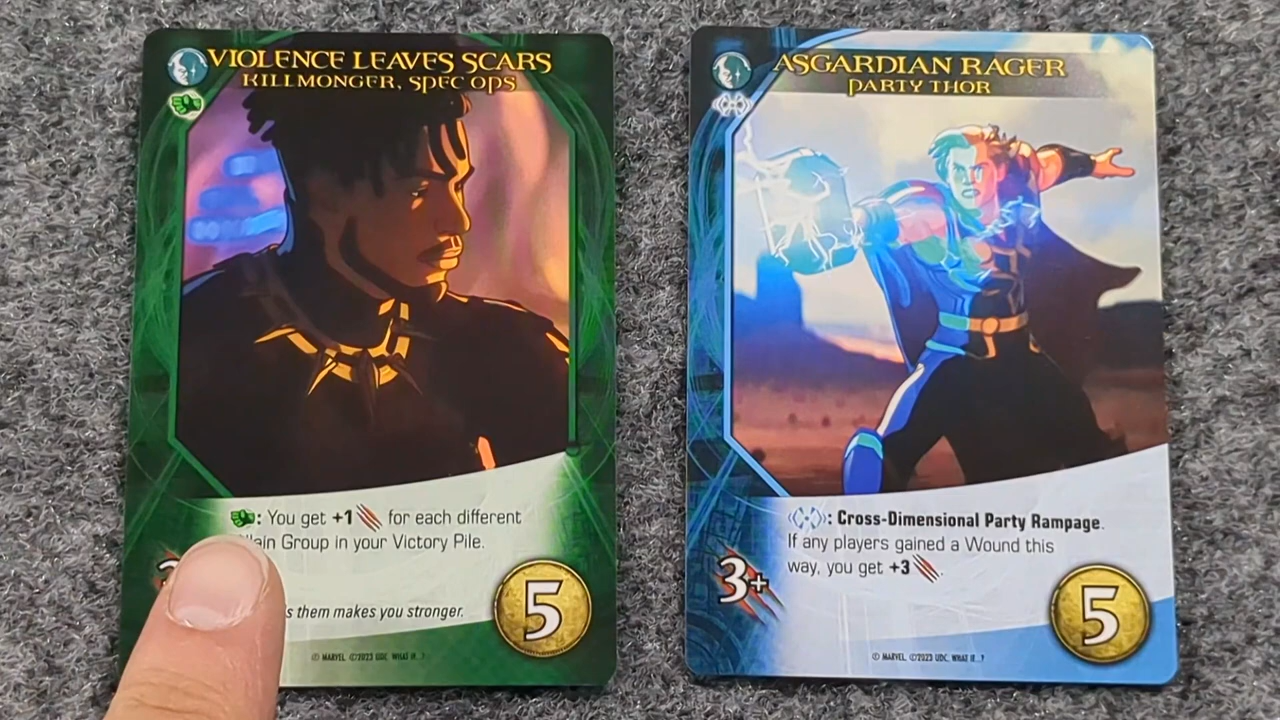 VIOLENCE LEAVES SCARS
KILLMONGER, SPEC OPS
: You get +1 for each different
Group in your Victory Pile.
them makes you stronger.
5
© MARVEL, ©2023 UDC, WHAT IF...?
ASGARDIAN RAGER
PARTY THOR
: Cross-Dimensional Party Rampage.
If any players gained a Wound this
way, you get +3 .
3+
5
© MARVEL, ©2023 UDC, WHAT IF...?